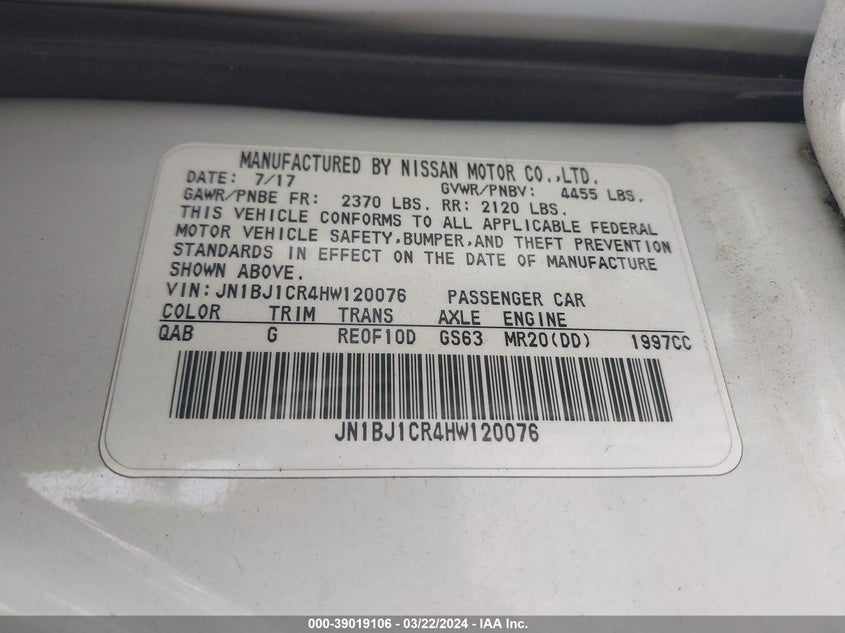 MANUFACTURED BY NISSAN MOTOR CO.,LTD.
DATE: 7/17 GVWR/PNBV: 4455 LBS.
GAWR/PNBE FR: 2370 LBS. RR: 2120 LBS.
THIS VEHICLE CONFORMS TO ALL APPLICABLE FEDERAL
MOTOR VEHICLE SAFETY,BUMPER,AND THEFT PREVENTION
STANDARDS IN EFFECT ON THE DATE OF MANUFACTURE
SHOWN ABOVE.
VIN:JN1BJ1CR4HW120076 PASSENGER CAR
COLOR TRIM TRANS AXLE ENGINE
QAB G RE0F10D GS63 MR20(DD) 1997CC
JN1BJ1CR4HW120076
000-39019106 - 03/22/2024 - IAA Inc.